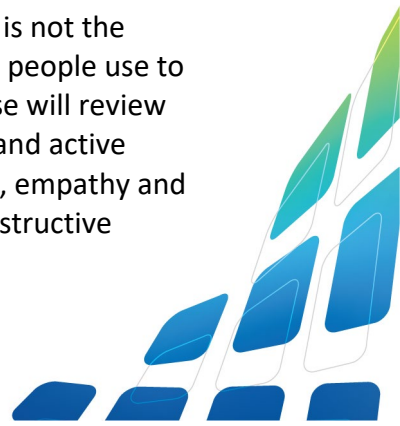 is not the
people use to
se will review
and active
, empathy and
structive